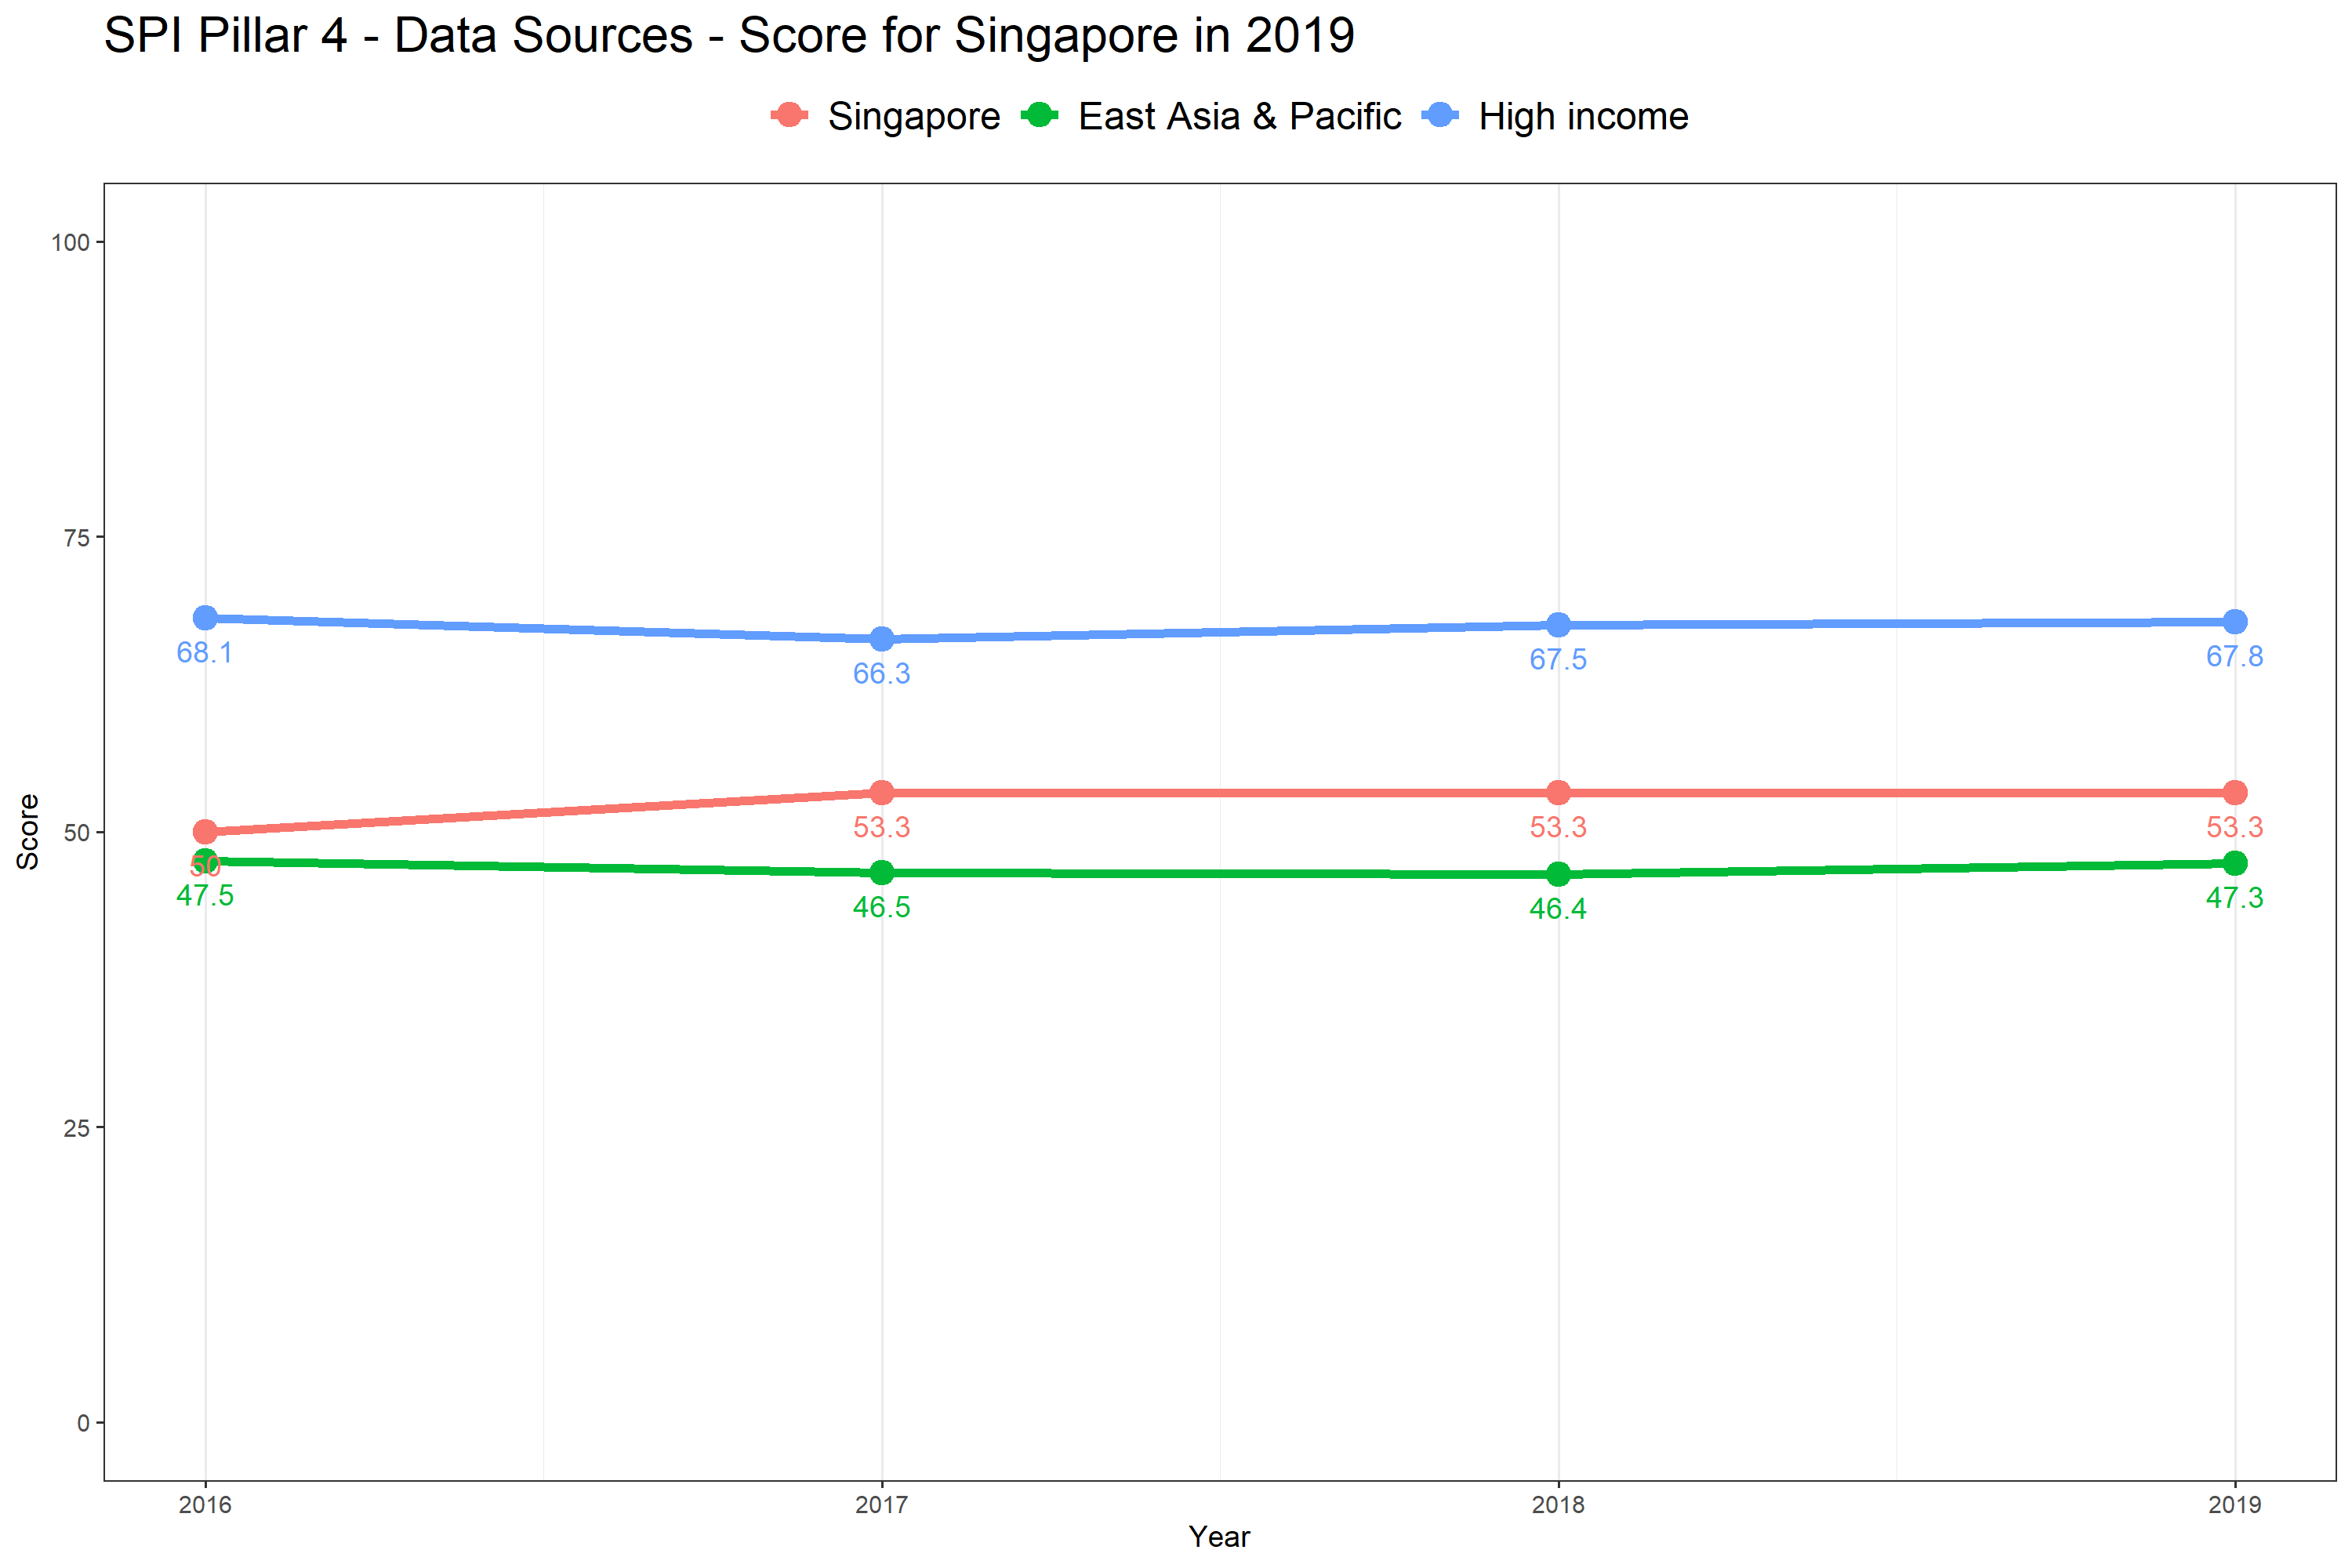 SPI Pillar 4 - Data Sources - Score for Singapore in 2019
Singapore East Asia & Pacific High income
100
75
50
25
0
Score
68.1 66.3 67.5 67.8
50 53.3 53.3 53.3
47.5 46.5 46.4 47.3
2016 2017 2018 2019
Year